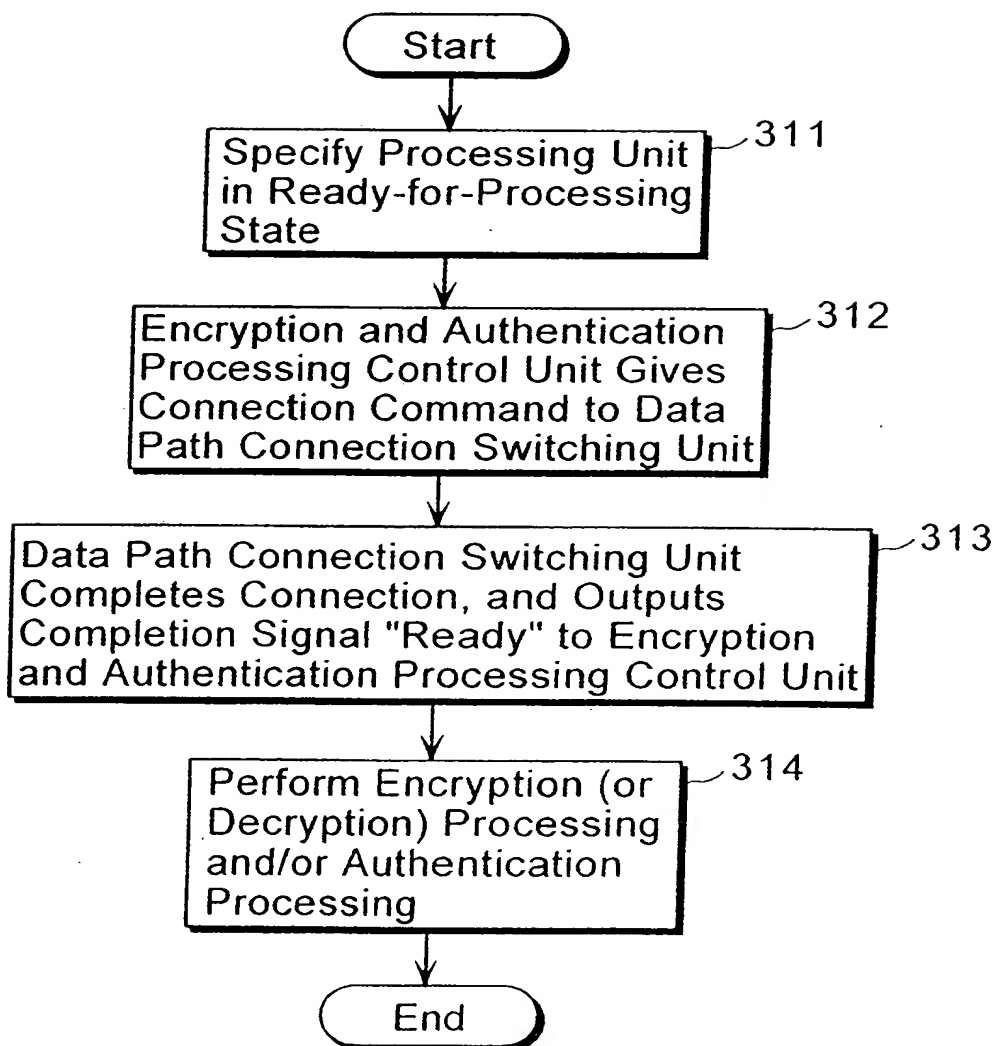 Start
311
Specify Processing Unit
in Ready-for-Processing
State
312
Encryption and Authentication
Processing Control Unit Gives
Connection Command to Data
Path Connection Switching Unit
313
Data Path Connection Switching Unit
Completes Connection, and Outputs
Completion Signal "Ready" to Encryption
and Authentication Processing Control Unit
314
Perform Encryption (or
Decryption) Processing
and/or Authentication
Processing
End